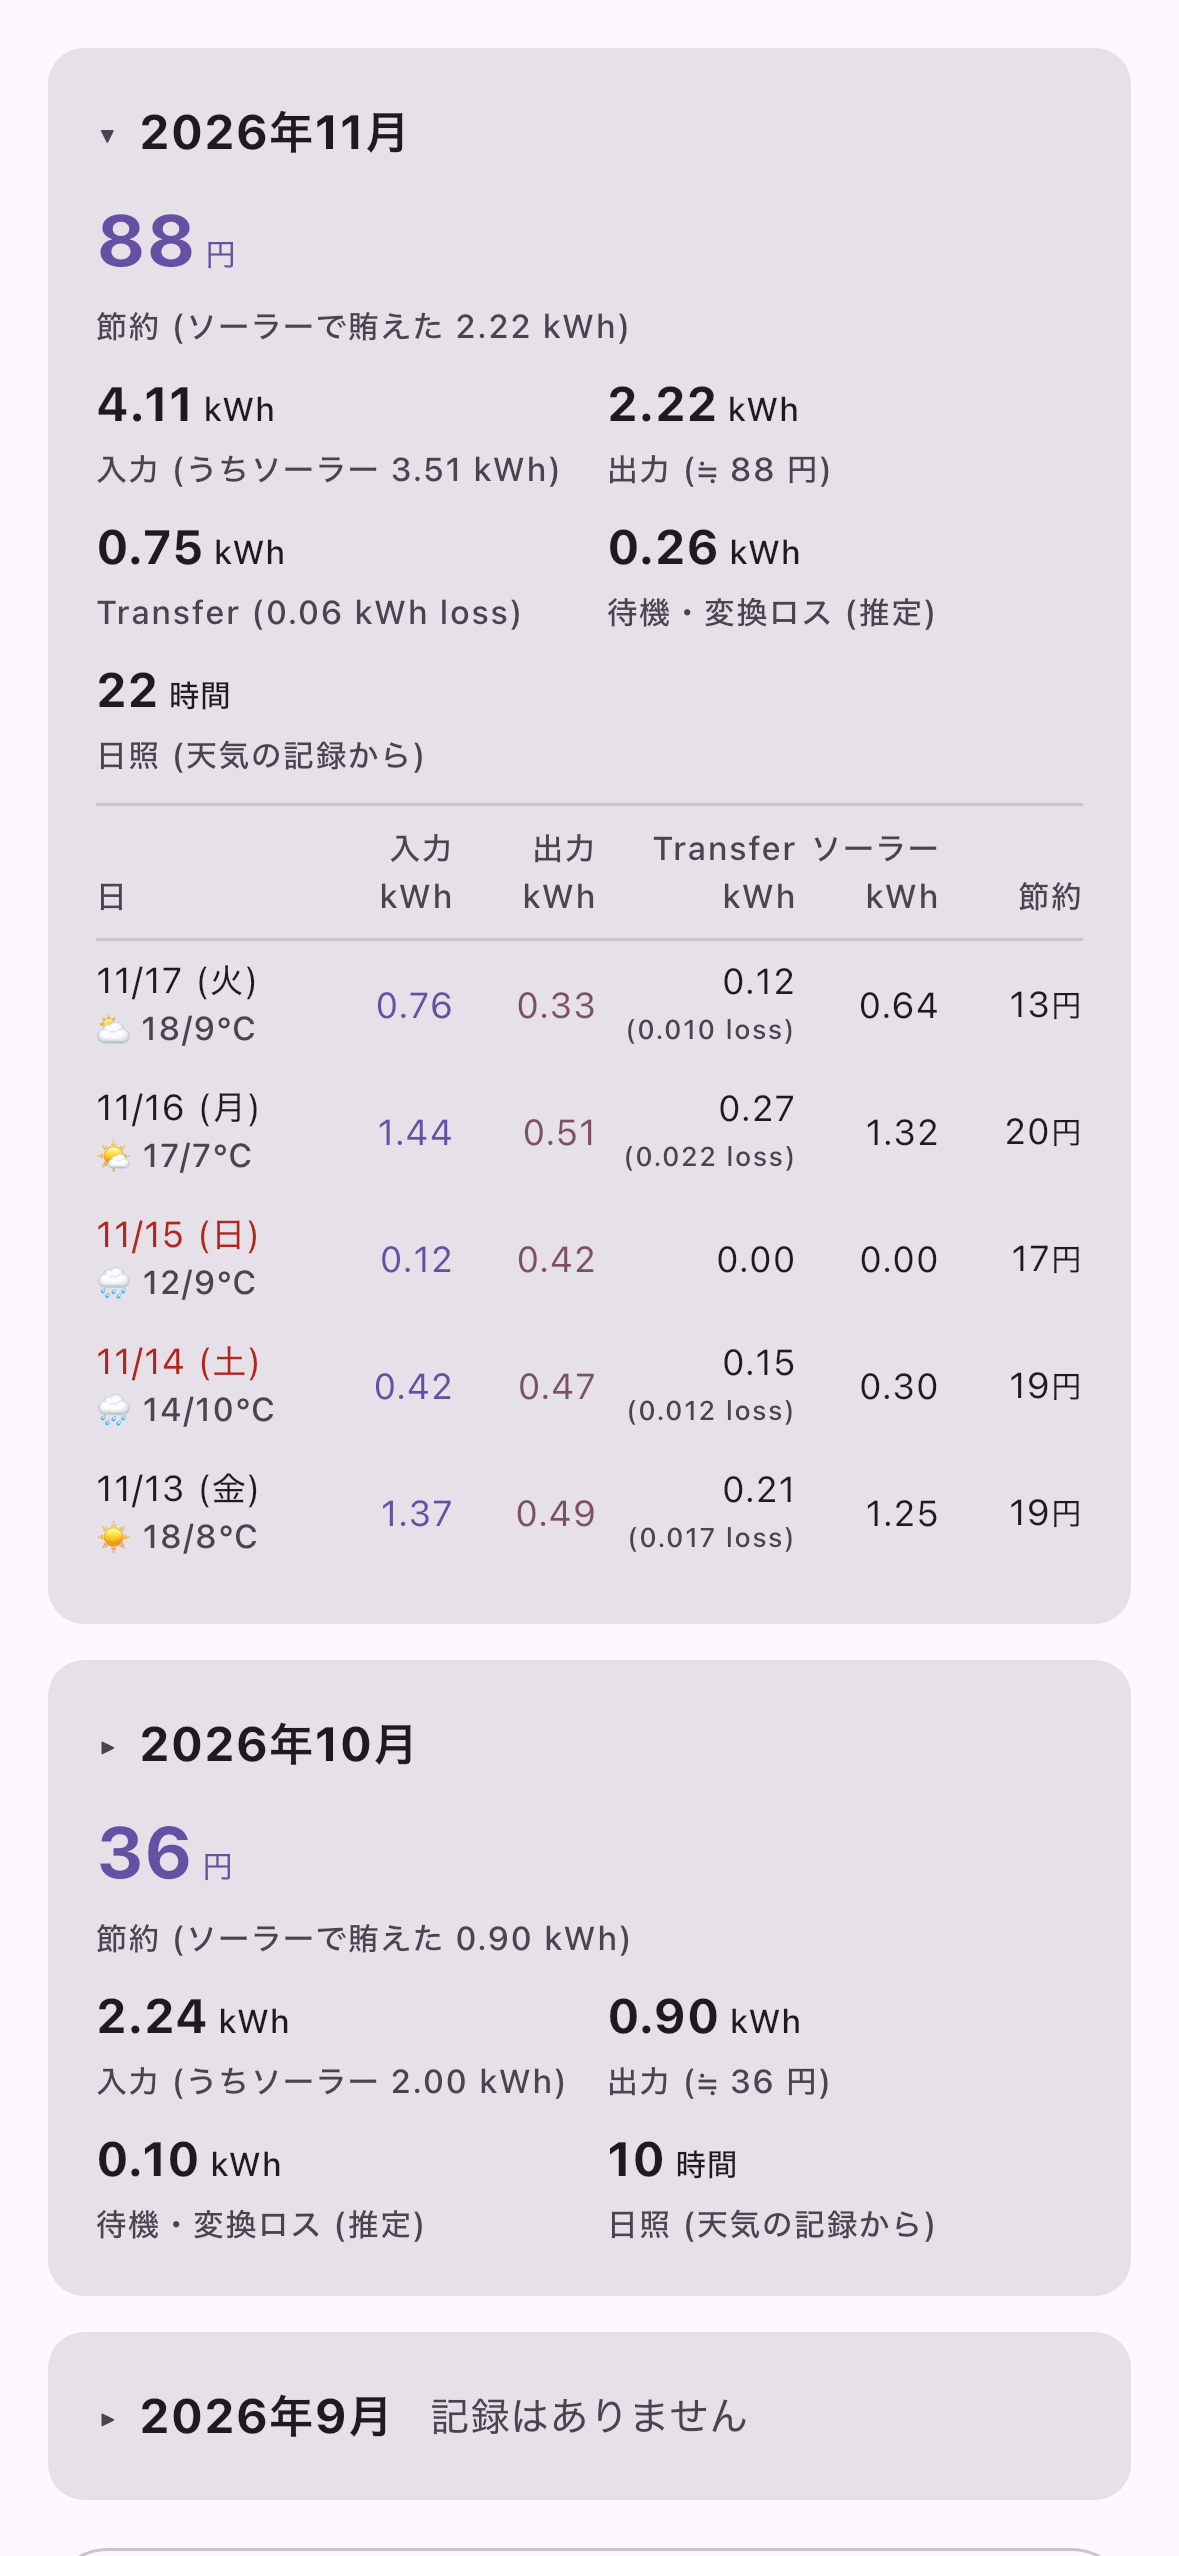 ▼ 2026年11月
88 円
節約 (ソーラーで賄えた 2.22 kWh)
4.11 kWh
入力 (うちソーラー 3.51 kWh)
2.22 kWh
出力 (≒ 88 円)
0.75 kWh
Transfer (0.06 kWh loss)
0.26 kWh
待機・変換ロス (推定)
22 時間
日照 (天気の記録から)
日 入力 kWh 出力 kWh Transfer kWh ソーラー kWh 節約
11/17 (火)
18/9°C
0.76 0.33 0.12 (0.010 loss) 0.64 13円
11/16 (月)
17/7°C
1.44 0.51 0.27 (0.022 loss) 1.32 20円
11/15 (日)
12/9°C
0.12 0.42 0.00 0.00 17円
11/14 (土)
14/10°C
0.42 0.47 0.15 (0.012 loss) 0.30 19円
11/13 (金)
18/8°C
1.37 0.49 0.21 (0.017 loss) 1.25 19円
▸ 2026年10月
36 円
節約 (ソーラーで賄えた 0.90 kWh)
2.24 kWh
入力 (うちソーラー 2.00 kWh)
0.90 kWh
出力 (≒ 36 円)
0.10 kWh
待機・変換ロス (推定)
10 時間
日照 (天気の記録から)
▸ 2026年9月 記録はありません